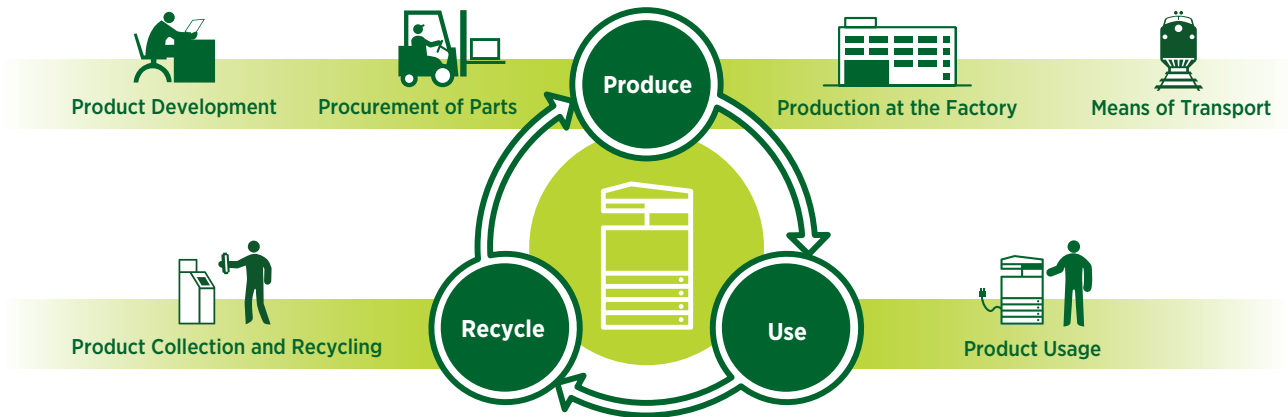 Product Development
Procurement of Parts
Produce
Production at the Factory
Means of Transport
Product Collection and Recycling
Recycle
Use
Product Usage